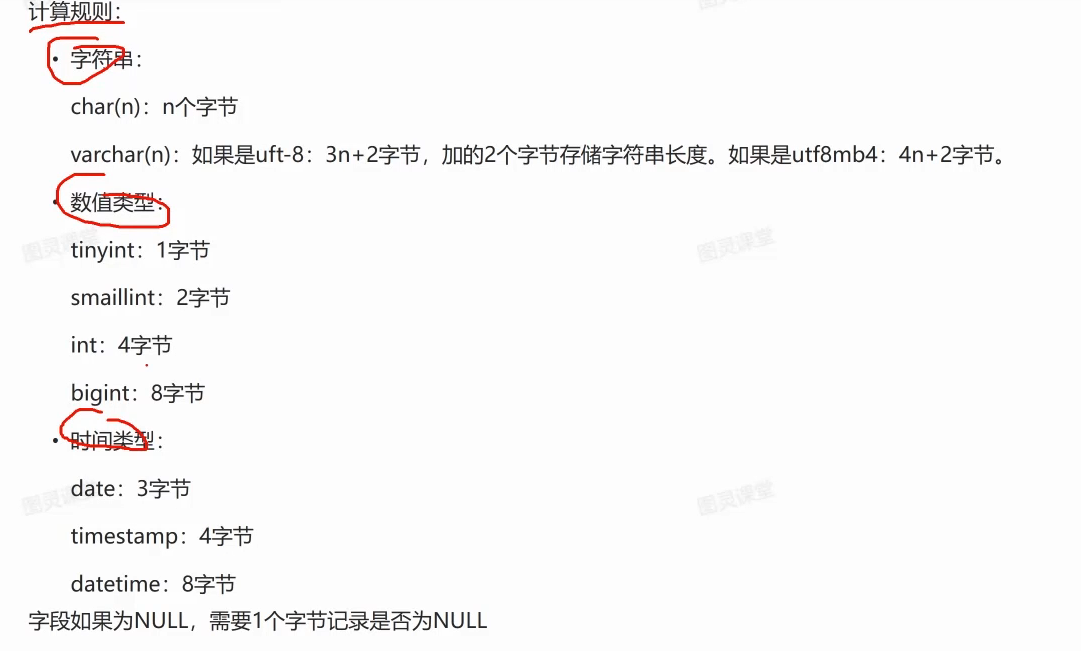 计算规则：
• 字符串：
char(n)：n个字节
varchar(n)：如果是uft-8：3n+2字节，加的2个字节存储字符串长度。如果是utf8mb4：4n+2字节。
• 数值类型：
图灵课堂 图灵课堂
tinyint：1字节
smaillint：2字节
int：4字节
bigint：8字节
• 时间类型：
date：3字节
图灵课堂 图灵课堂
timestamp：4字节
datetime：8字节
字段如果为NULL，需要1个字节记录是否为NULL